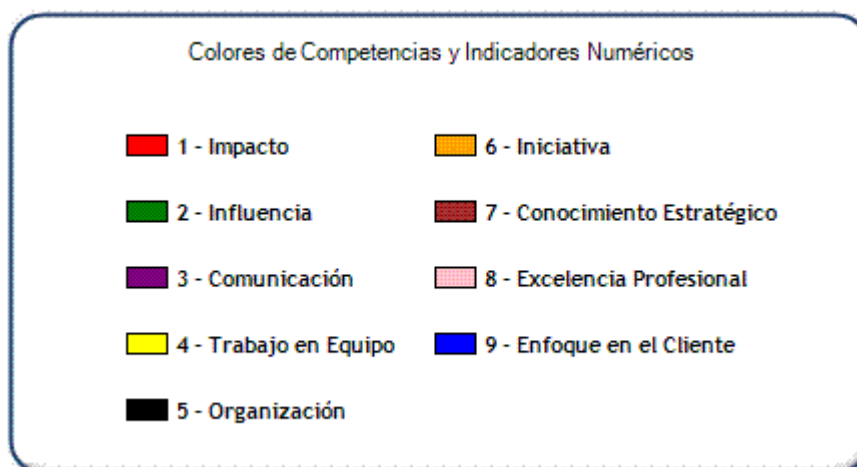 Colores de Competencias y Indicadores Numéricos
1 - Impacto
2 - Influencia
3 - Comunicación
4 - Trabajo en Equipo
5 - Organización
6 - Iniciativa
7 - Conocimiento Estratégico
8 - Excelencia Profesional
9 - Enfoque en el Cliente